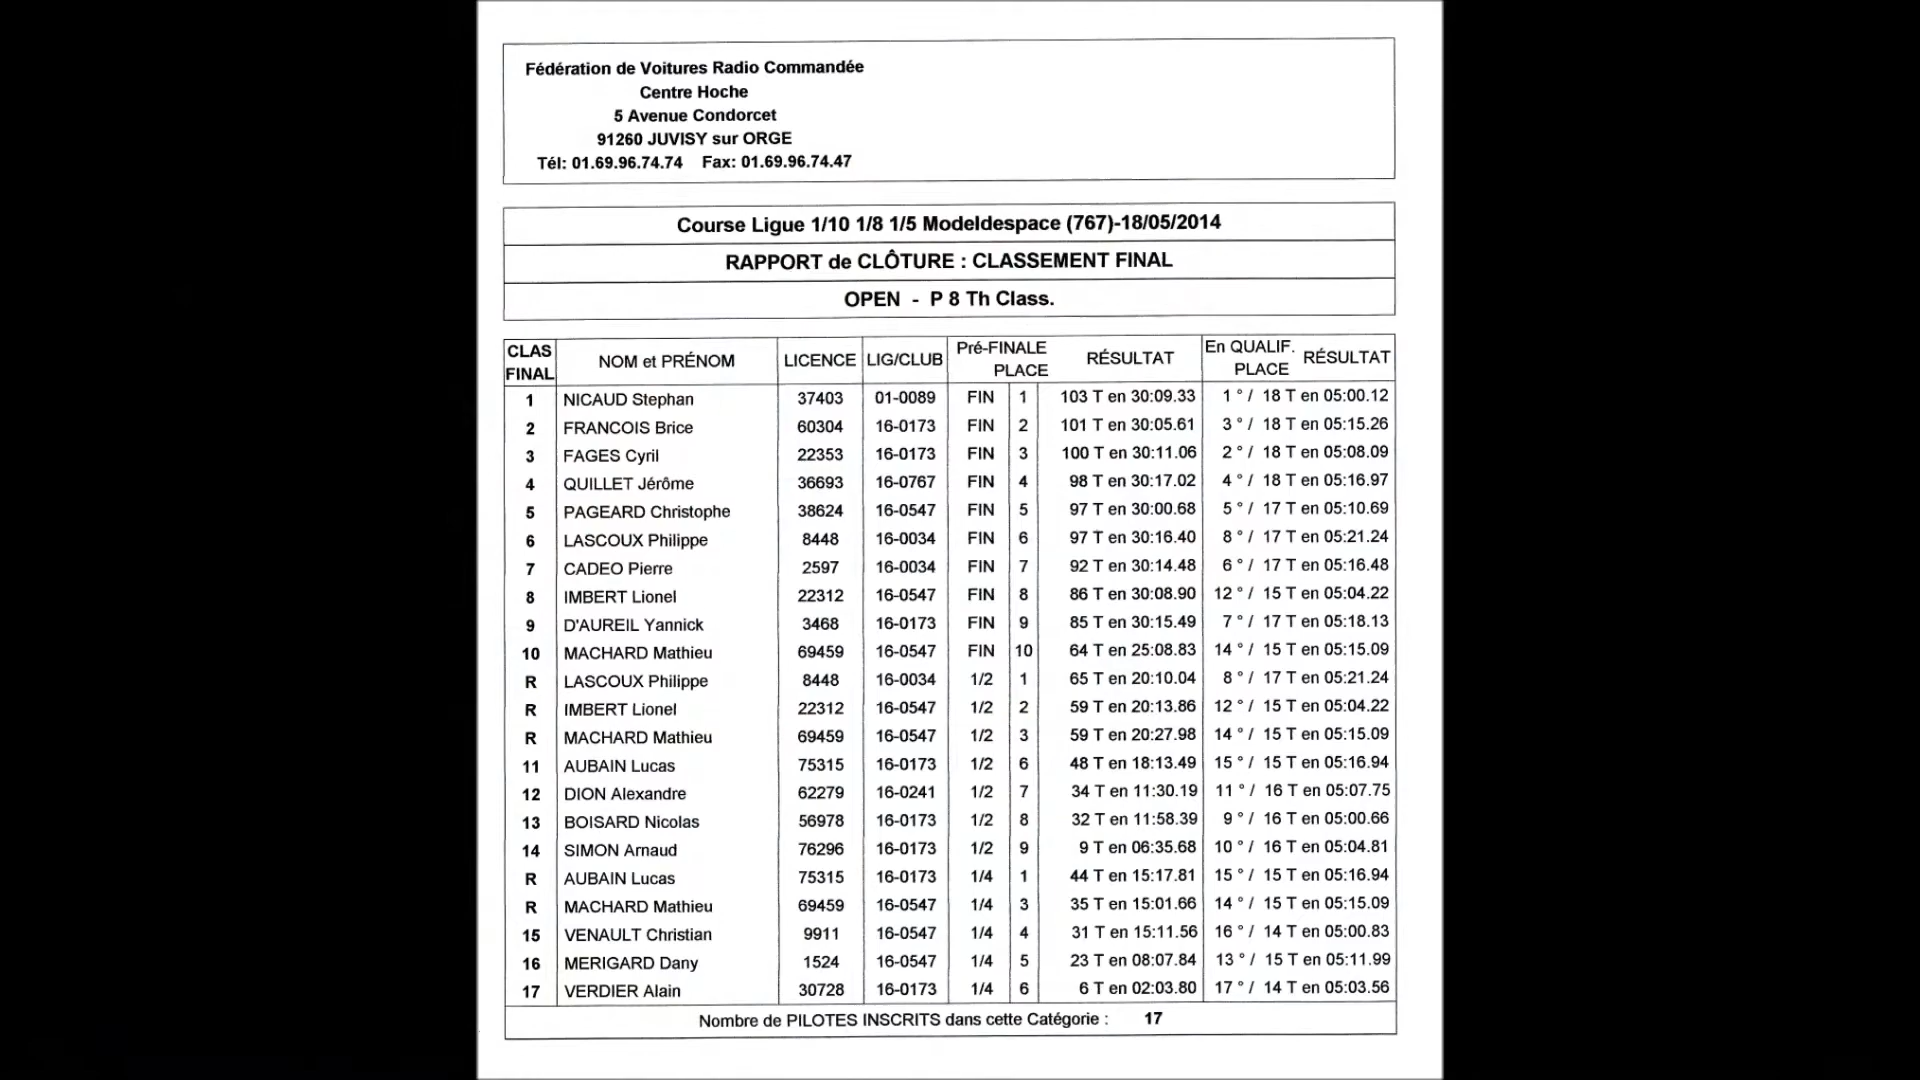 Fédération de Voitures Radio Commandée
Centre Hoche
5 Avenue Condorcet
91260 JUVISY sur ORGE
Tél: 01.69.96.74.74 Fax: 01.69.96.74.47
Course Ligue 1/10 1/8 1/5 Modeldespace (767)-18/05/2014
RAPPORT de CLÔTURE : CLASSEMENT FINAL
OPEN - P 8 Th Class.
CLAS FINAL NOM et PRÉNOM LICENCE LIG/CLUB Pré-FINALE PLACE RÉSULTAT En QUALIF. PLACE RÉSULTAT
1 NICAUD Stephan 37403 01-0089 FIN 1 103 T en 30:09.33 1 ° / 18 T en 05:00.12
2 FRANCOIS Brice 60304 16-0173 FIN 2 101 T en 30:05.61 3 ° / 18 T en 05:15.26
3 FAGES Cyril 22353 16-0173 FIN 3 100 T en 30:11.06 2 ° / 18 T en 05:08.09
4 QUILLET Jérôme 36693 16-0767 FIN 4 98 T en 30:17.02 4 ° / 18 T en 05:16.97
5 PAGEARD Christophe 38624 16-0547 FIN 5 97 T en 30:00.68 5 ° / 17 T en 05:10.69
6 LASCOUX Philippe 8448 16-0034 FIN 6 97 T en 30:16.40 8 ° / 17 T en 05:21.24
7 CADEO Pierre 2597 16-0034 FIN 7 92 T en 30:14.48 6 ° / 17 T en 05:16.48
8 IMBERT Lionel 22312 16-0547 FIN 8 86 T en 30:08.90 12 ° / 15 T en 05:04.22
9 D'AUREIL Yannick 3468 16-0173 FIN 9 85 T en 30:15.49 7 ° / 17 T en 05:18.13
10 MACHARD Mathieu 69459 16-0547 FIN 10 64 T en 25:08.83 14 ° / 15 T en 05:15.09
R LASCOUX Philippe 8448 16-0034 1/2 1 65 T en 20:10.04 8 ° / 17 T en 05:21.24
R IMBERT Lionel 22312 16-0547 1/2 2 59 T en 20:13.86 12 ° / 15 T en 05:04.22
R MACHARD Mathieu 69459 16-0547 1/2 3 59 T en 20:27.98 14 ° / 15 T en 05:15.09
11 AUBAIN Lucas 75315 16-0173 1/2 6 48 T en 18:13.49 15 ° / 15 T en 05:16.94
12 DION Alexandre 62279 16-0241 1/2 7 34 T en 11:30.19 11 ° / 16 T en 05:07.75
13 BOISARD Nicolas 56978 16-0173 1/2 8 32 T en 11:58.39 9 ° / 16 T en 05:00.66
14 SIMON Arnaud 76296 16-0173 1/2 9 9 T en 06:35.68 10 ° / 16 T en 05:04.81
R AUBAIN Lucas 75315 16-0173 1/4 1 44 T en 15:17.81 15 ° / 15 T en 05:16.94
R MACHARD Mathieu 69459 16-0547 1/4 3 35 T en 15:01.66 14 ° / 15 T en 05:15.09
15 VENAULT Christian 9911 16-0547 1/4 4 31 T en 15:11.56 16 ° / 14 T en 05:00.83
16 MERIGARD Dany 1524 16-0547 1/4 5 23 T en 08:07.84 13 ° / 15 T en 05:11.99
17 VERDIER Alain 30728 16-0173 1/4 6 6 T en 02:03.80 17 ° / 14 T en 05:03.56
Nombre de PILOTES INSCRITS dans cette Catégorie : 17